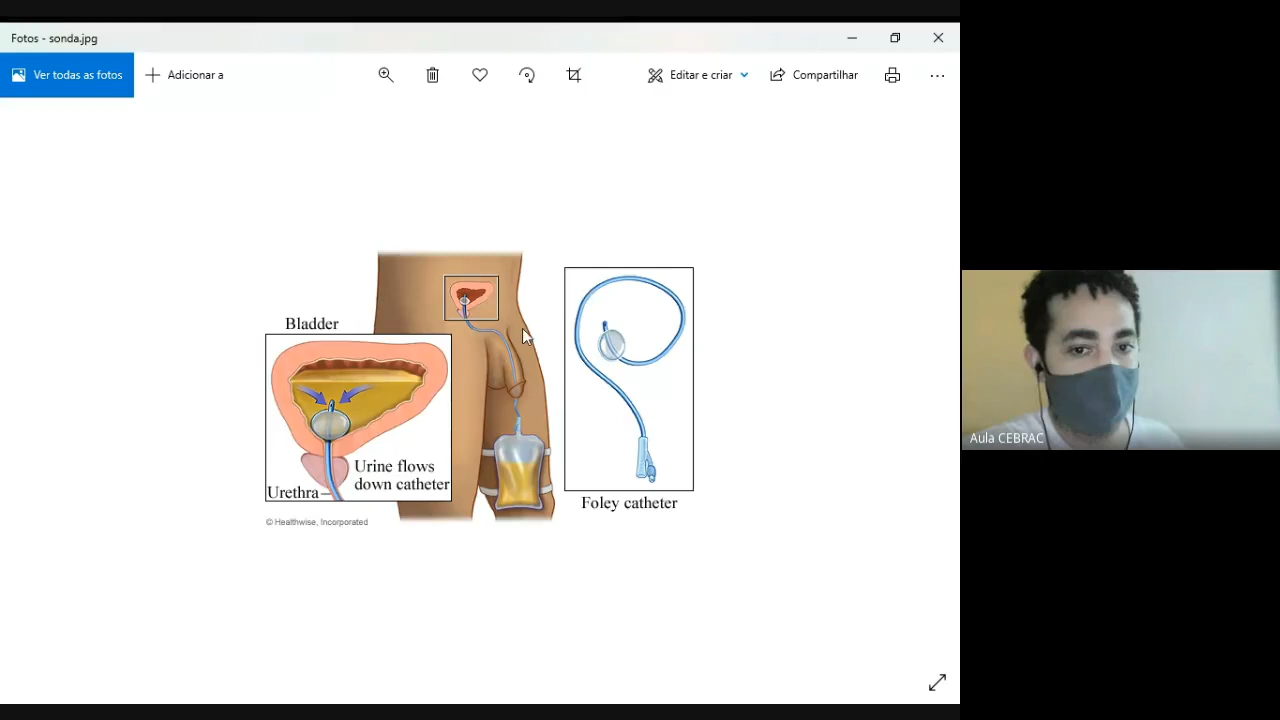 Fotos - sonda.jpg
Ver todas as fotos
Adicionar a
Editar e criar
Compartilhar
Bladder
Urine flows
down catheter
Urethra
© Healthwise, Incorporated
Foley catheter
Aula CEBRAC